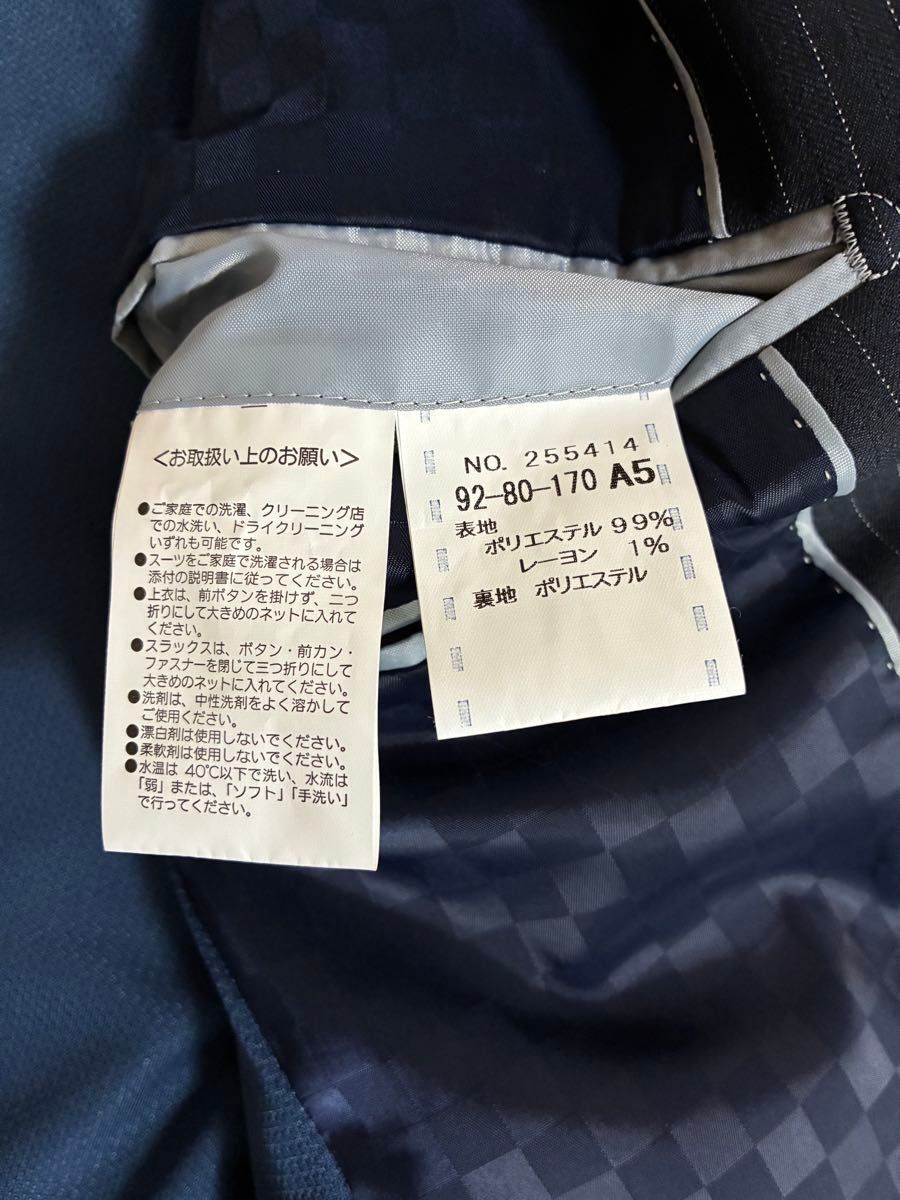 <お取扱い上のお願い>
●ご家庭での洗濯、クリーニング店
での水洗い、ドライクリーニング
いずれも可能です。
●スーツをご家庭で洗濯される場合は
添付の説明書に従ってください。
●上衣は、前ボタンを掛けず、二つ
折りにして大きめのネットに入れて
ください。
●スラックスは、ボタン・前カン・
ファスナーを閉じて三つ折りにして
大きめのネットに入れてください。
●洗剤は、中性洗剤をよく溶かして
ご使用ください。
●漂白剤は使用しないでください。
●柔軟剤は使用しないでください。
●水温は 40℃以下で洗い、水流は
「弱」または、「ソフト」「手洗い」
で行ってください。
NO. 255414
92-80-170 A5
表地
ポリエステル 99%
レーヨン 1%
裏地 ポリエステル